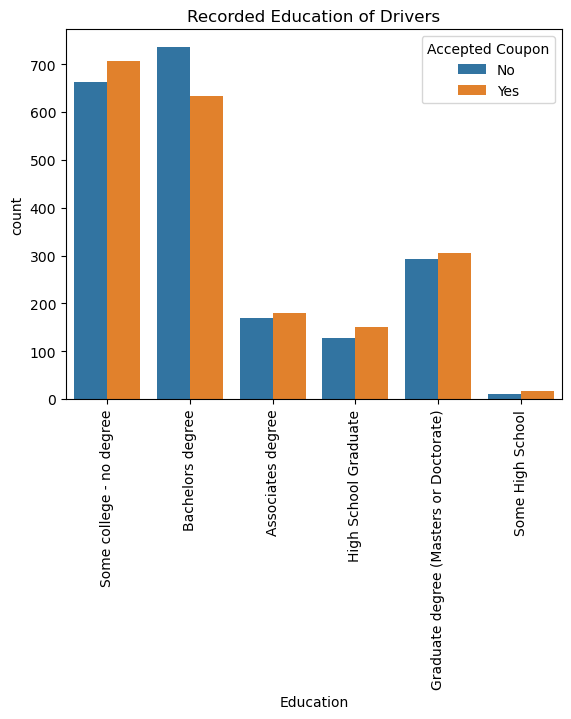 Recorded Education of Drivers
Accepted Coupon
No
Yes
700
600
500
400
300
200
100
0
count
Some college - no degree
Bachelors degree
Associates degree
High School Graduate
Graduate degree (Masters or Doctorate)
Some High School
Education